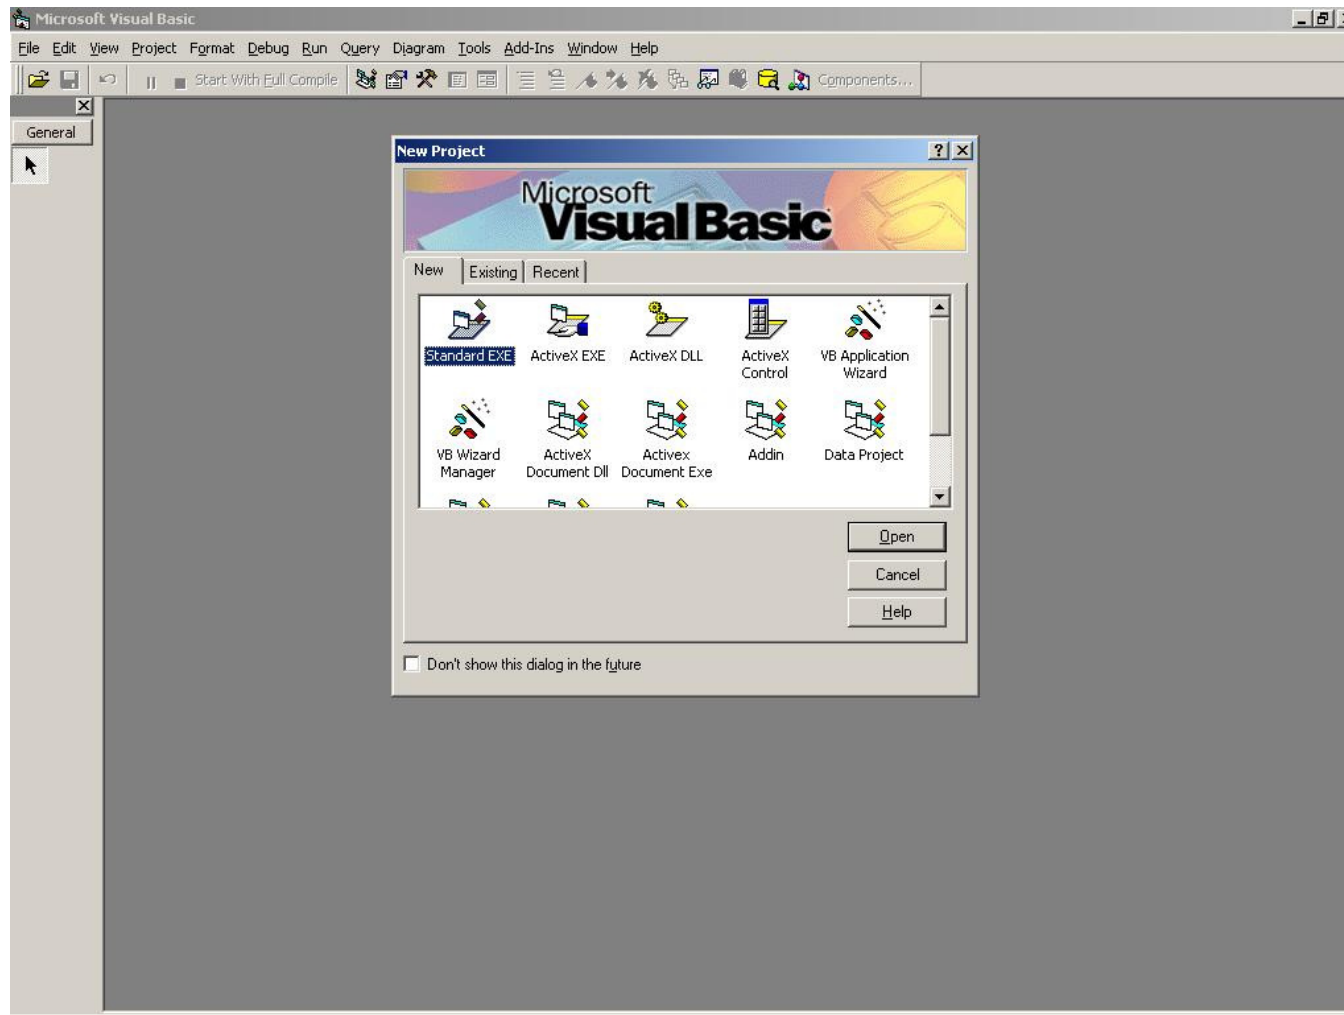 Microsoft Visual Basic
File Edit View Project Format Debug Run Query Diagram Tools Add-Ins Window Help
Start With Full Compile Components...
General
New Project
Microsoft
Visual Basic
New Existing Recent
Standard EXE ActiveX EXE ActiveX DLL ActiveX Control VB Application Wizard
VB Wizard Manager ActiveX Document Dll Activex Document Exe Addin Data Project
Open
Cancel
Help
Don't show this dialog in the future